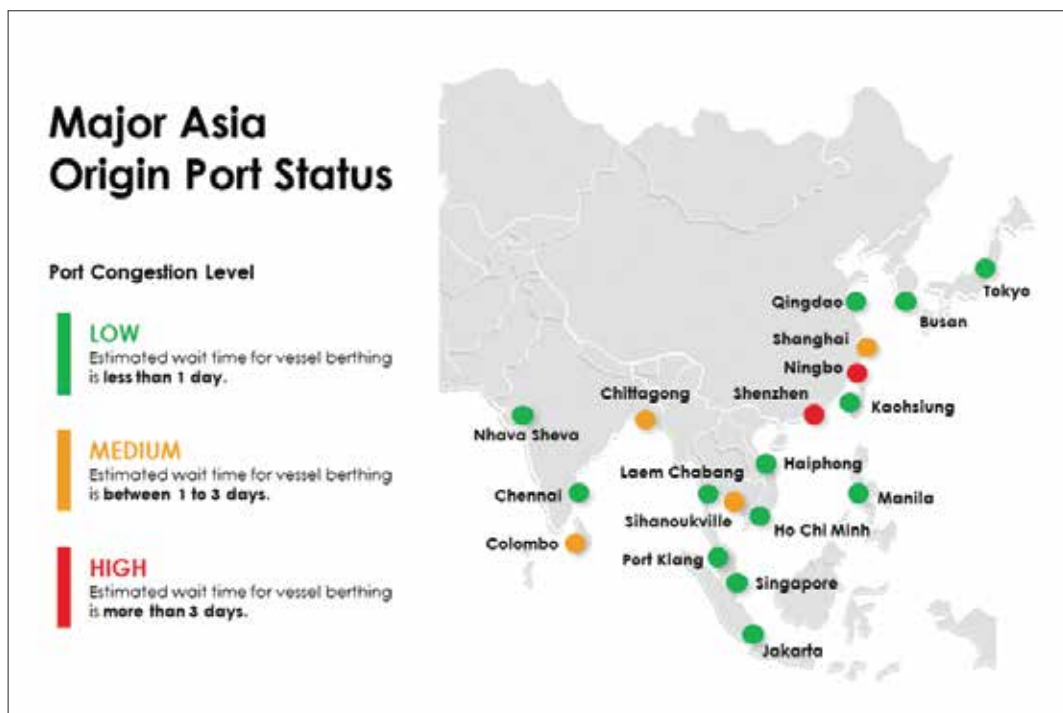 Major Asia
Origin Port Status
Port Congestion Level
LOW
Estimated wait time for vessel berthing
is less than 1 day.
MEDIUM
Estimated wait time for vessel berthing
is between 1 to 3 days.
HIGH
Estimated wait time for vessel berthing
is more than 3 days.
Tokyo
Qingdao
Busan
Shanghai
Ningbo
Chittagong
Shenzhen
Kaohsiung
Nhava Sheva
Laem Chabang
Haiphong
Chennai
Manila
Sihanoukville
Ho Chi Minh
Colombo
Port Klang
Singapore
Jakarta